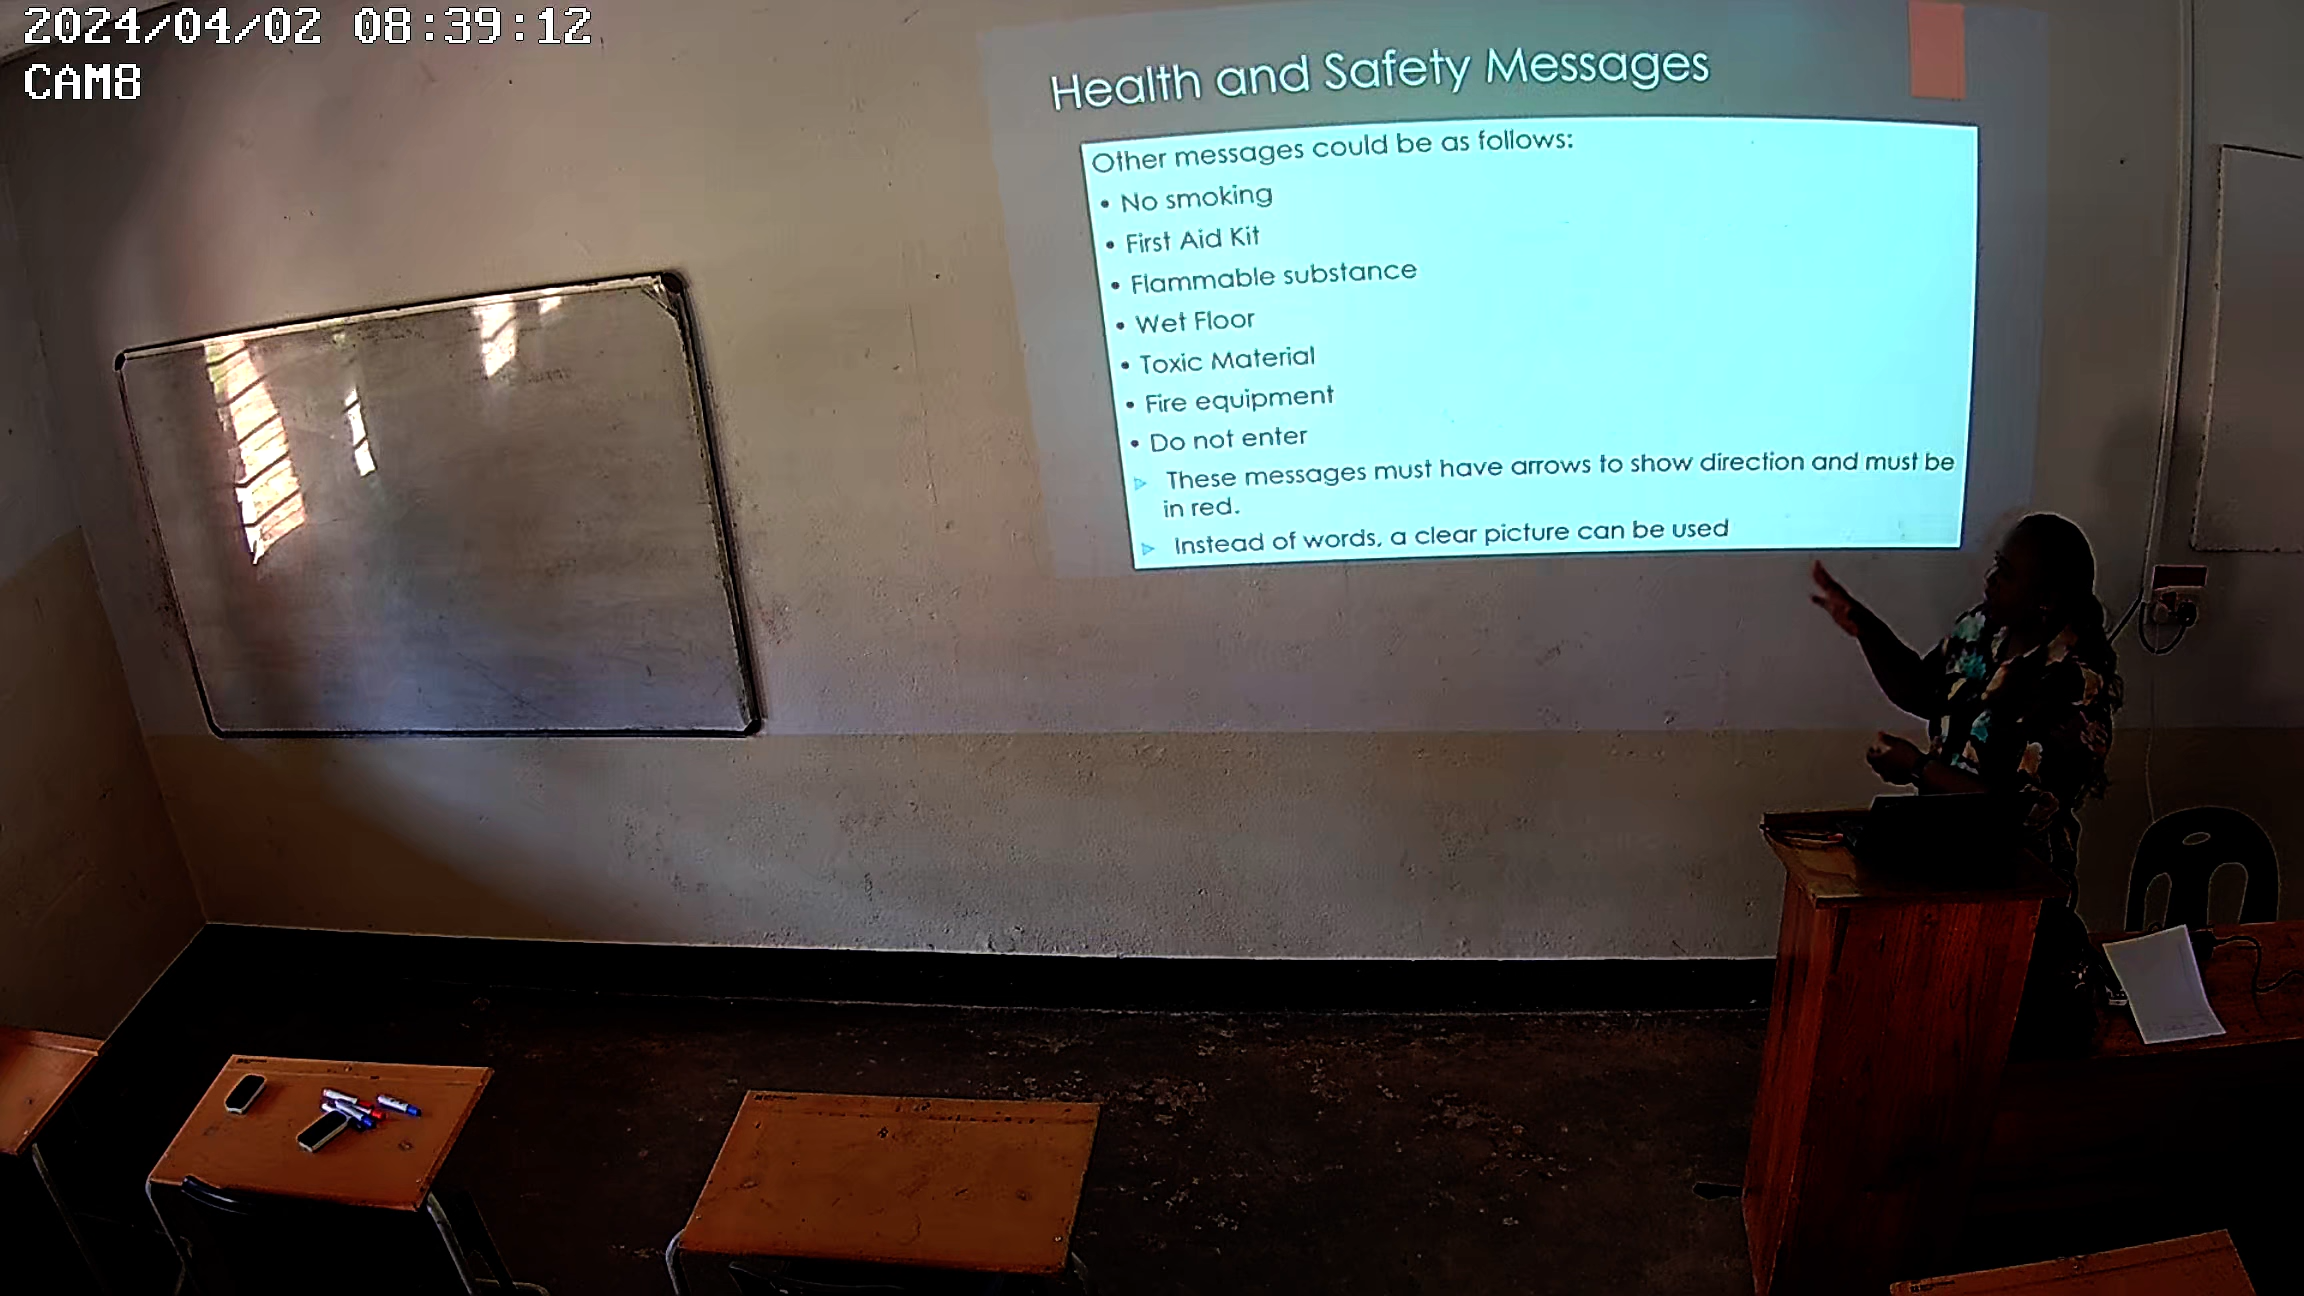 2024/04/02 08:39:12
CAM8
Health and Safety Messages
Other messages could be as follows:
• No smoking
• First Aid Kit
• Flammable substance
• Wet Floor
• Toxic Material
• Fire equipment
• Do not enter
▷ These messages must have arrows to show direction and must be
in red.
▷ Instead of words, a clear picture can be used